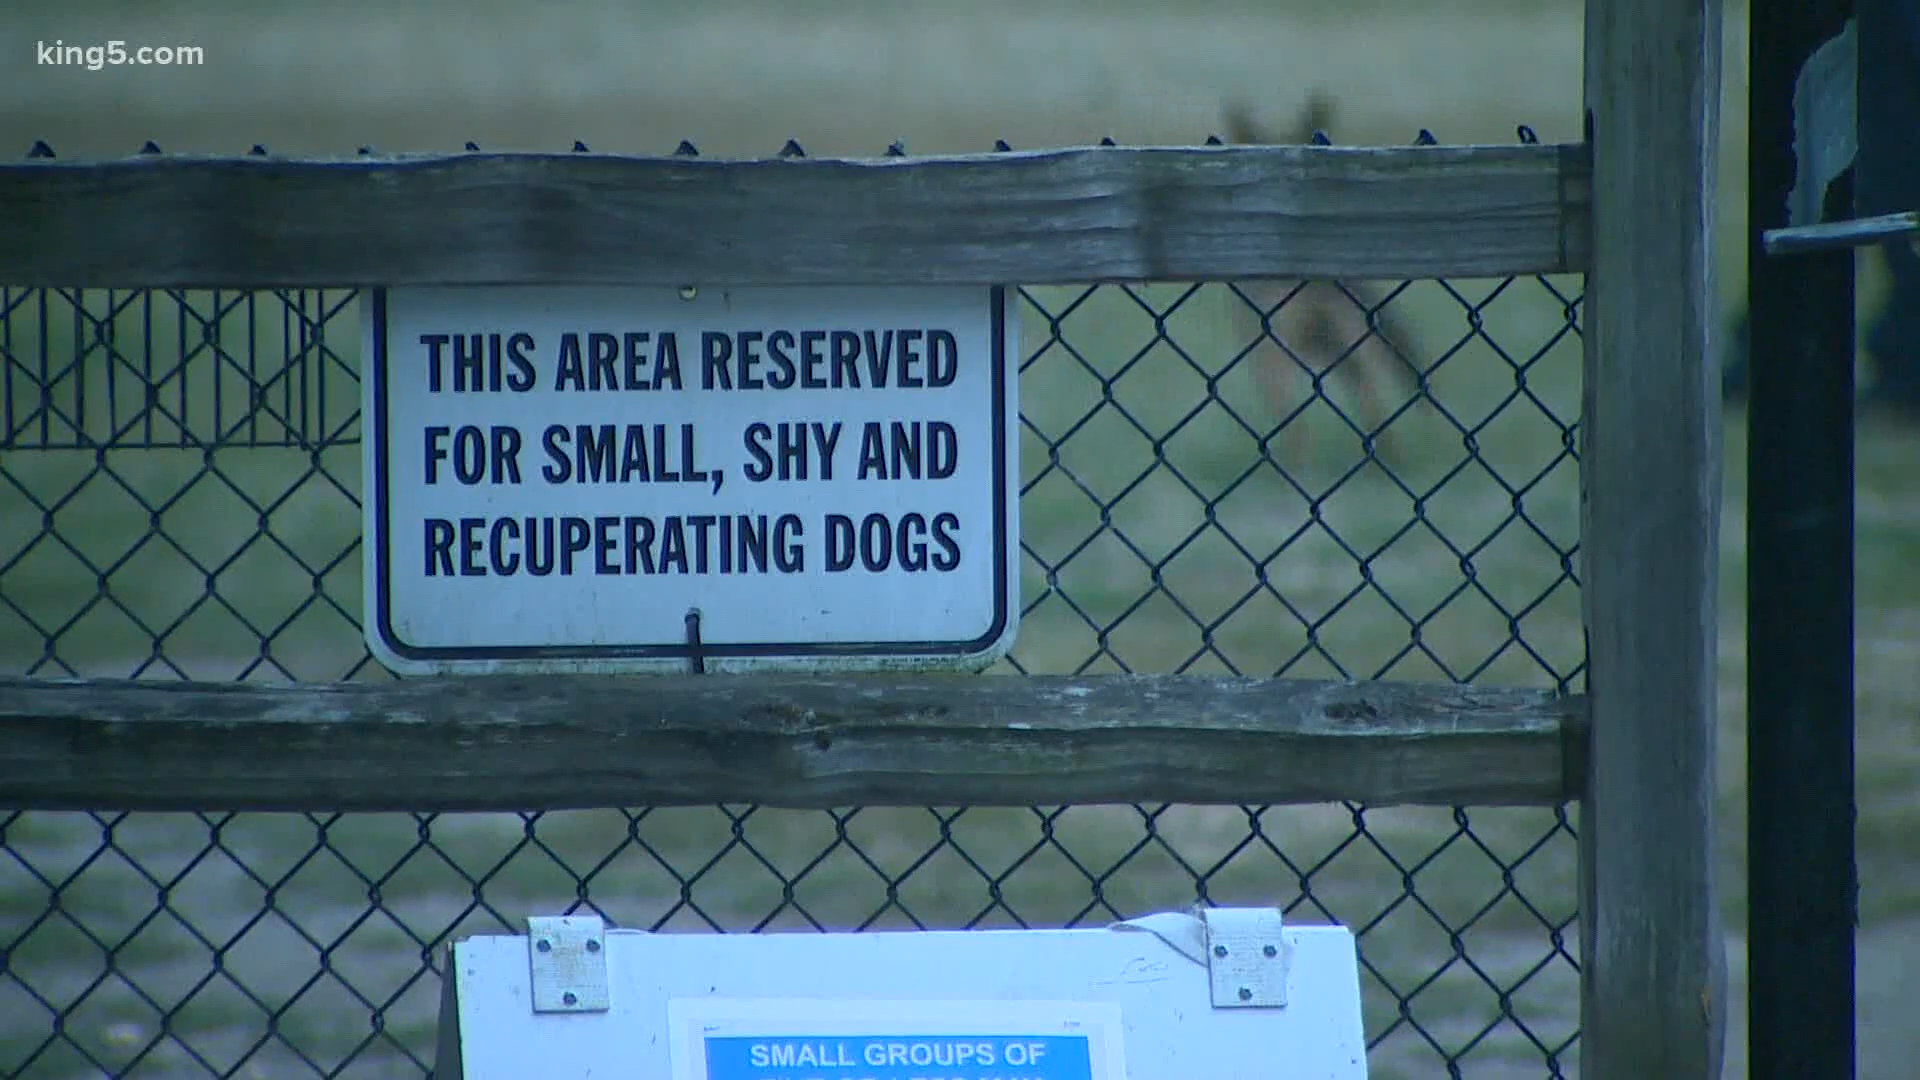 king5.com
THIS AREA RESERVED
FOR SMALL, SHY AND
RECUPERATING DOGS
SMALL GROUPS OF